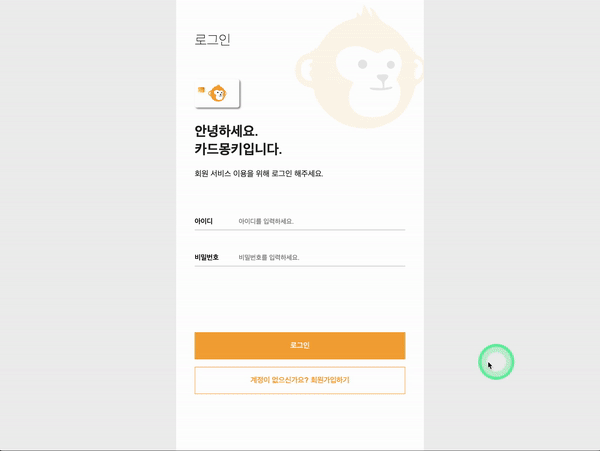 로그인
안녕하세요.
카드몽키입니다.
회원 서비스 이용을 위해 로그인 해주세요.
아이디 아이디를 입력하세요.
비밀번호 비밀번호를 입력하세요.
로그인
계정이 없으신가요? 회원가입하기